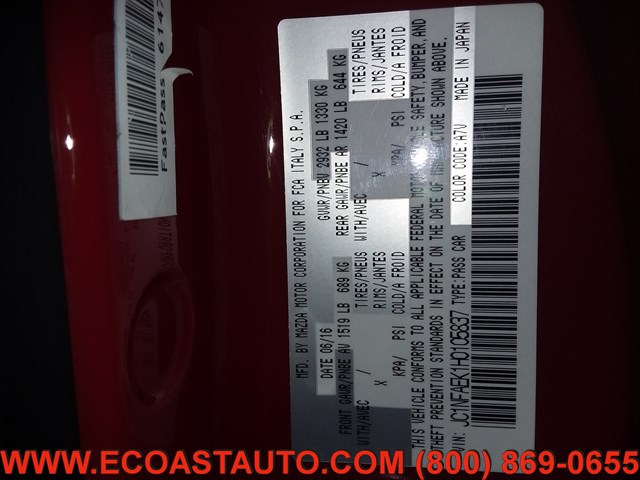 FastPass 6147
MFD. BY MAZDA MOTOR CORPORATION FOR FCA ITALY S.P.A.
DATE 06/16 GVWR/PNBV 2932 LB 1330 KG
FRONT GAWR/PNBE AV 1519 LB 689 KG REAR GAWR/PNBE AR 1420 LB 644 KG
WITH/AVEC TIRES/PNEUS WITH/AVEC TIRES/PNEUS
X RIMS/JANTES X RIMS/JANTES
KPA/ PSI COLD/A FROID KPA/ PSI COLD/A FROID
THIS VEHICLE CONFORMS TO ALL APPLICABLE FEDERAL MOTOR VEHICLE SAFETY, BUMPER, AND
THEFT PREVENTION STANDARDS IN EFFECT ON THE DATE OF MANUFACTURE SHOWN ABOVE.
VIN: JC1NFAEK1H0105837 TYPE:PASS CAR COLOR CODE:A7V MADE IN JAPAN
WWW.ECOASTAUTO.COM (800) 869-0655